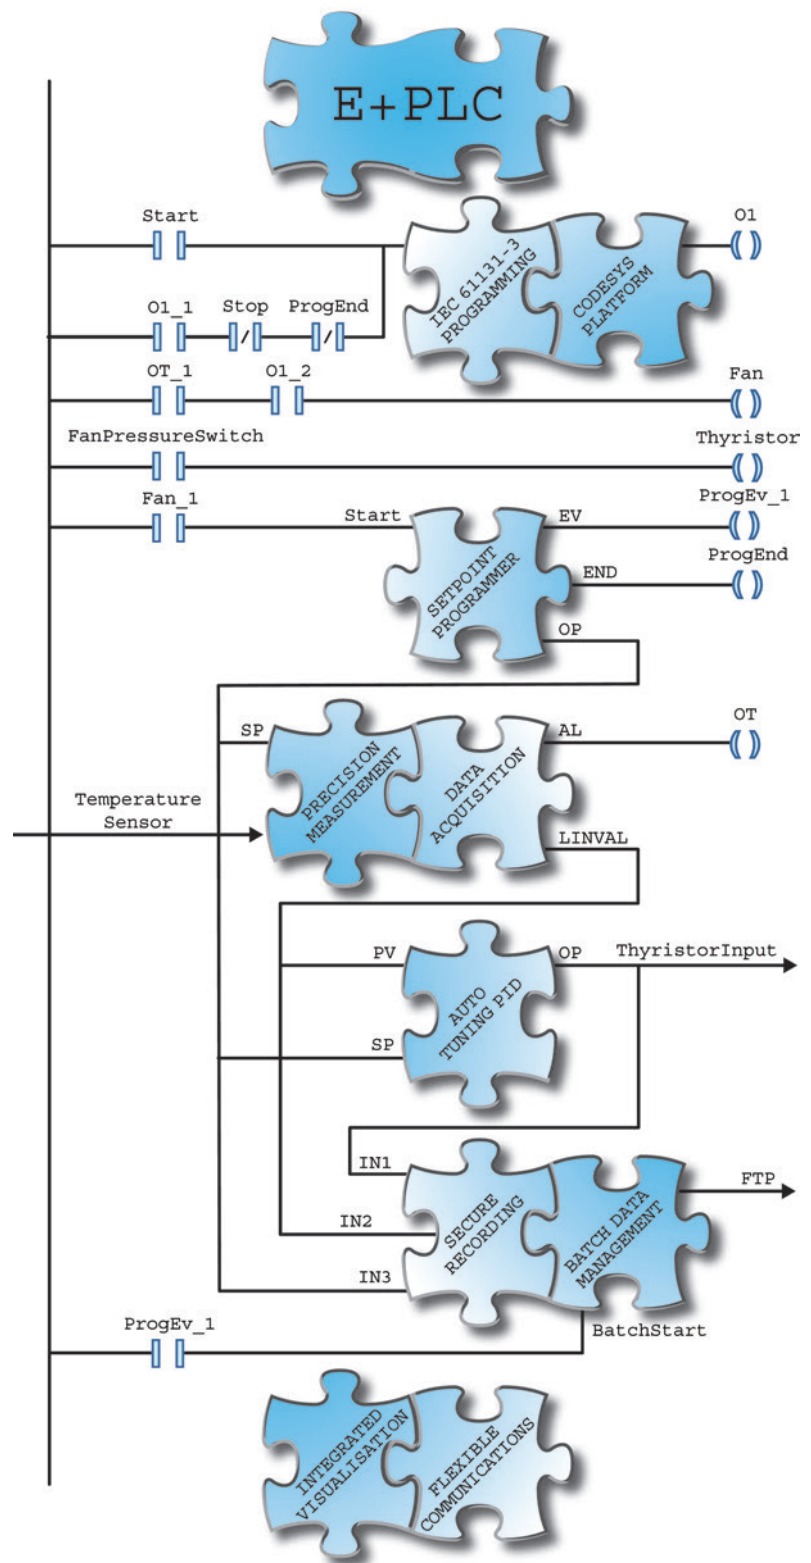 E+PLC
Start
O1
IEC 61131-3
PROGRAMMING
CODESYS
PLATFORM
O1_1
Stop
ProgEnd
OT_1
O1_2
Fan
FanPressureSwitch
Thyristor
Fan_1
Start
EV
ProgEv_1
SETPOINT
PROGRAMMER
END
ProgEnd
OP
SP
PRECISION
MEASUREMENT
DATA
ACQUISITION
AL
OT
Temperature
Sensor
LINVAL
PV
AUTO
TUNING PID
OP
ThyristorInput
SP
IN1
SECURE
RECORDING
BATCH DATA
MANAGEMENT
FTP
IN2
IN3
ProgEv_1
BatchStart
INTEGRATED
VISUALISATION
FLEXIBLE
COMMUNICATIONS